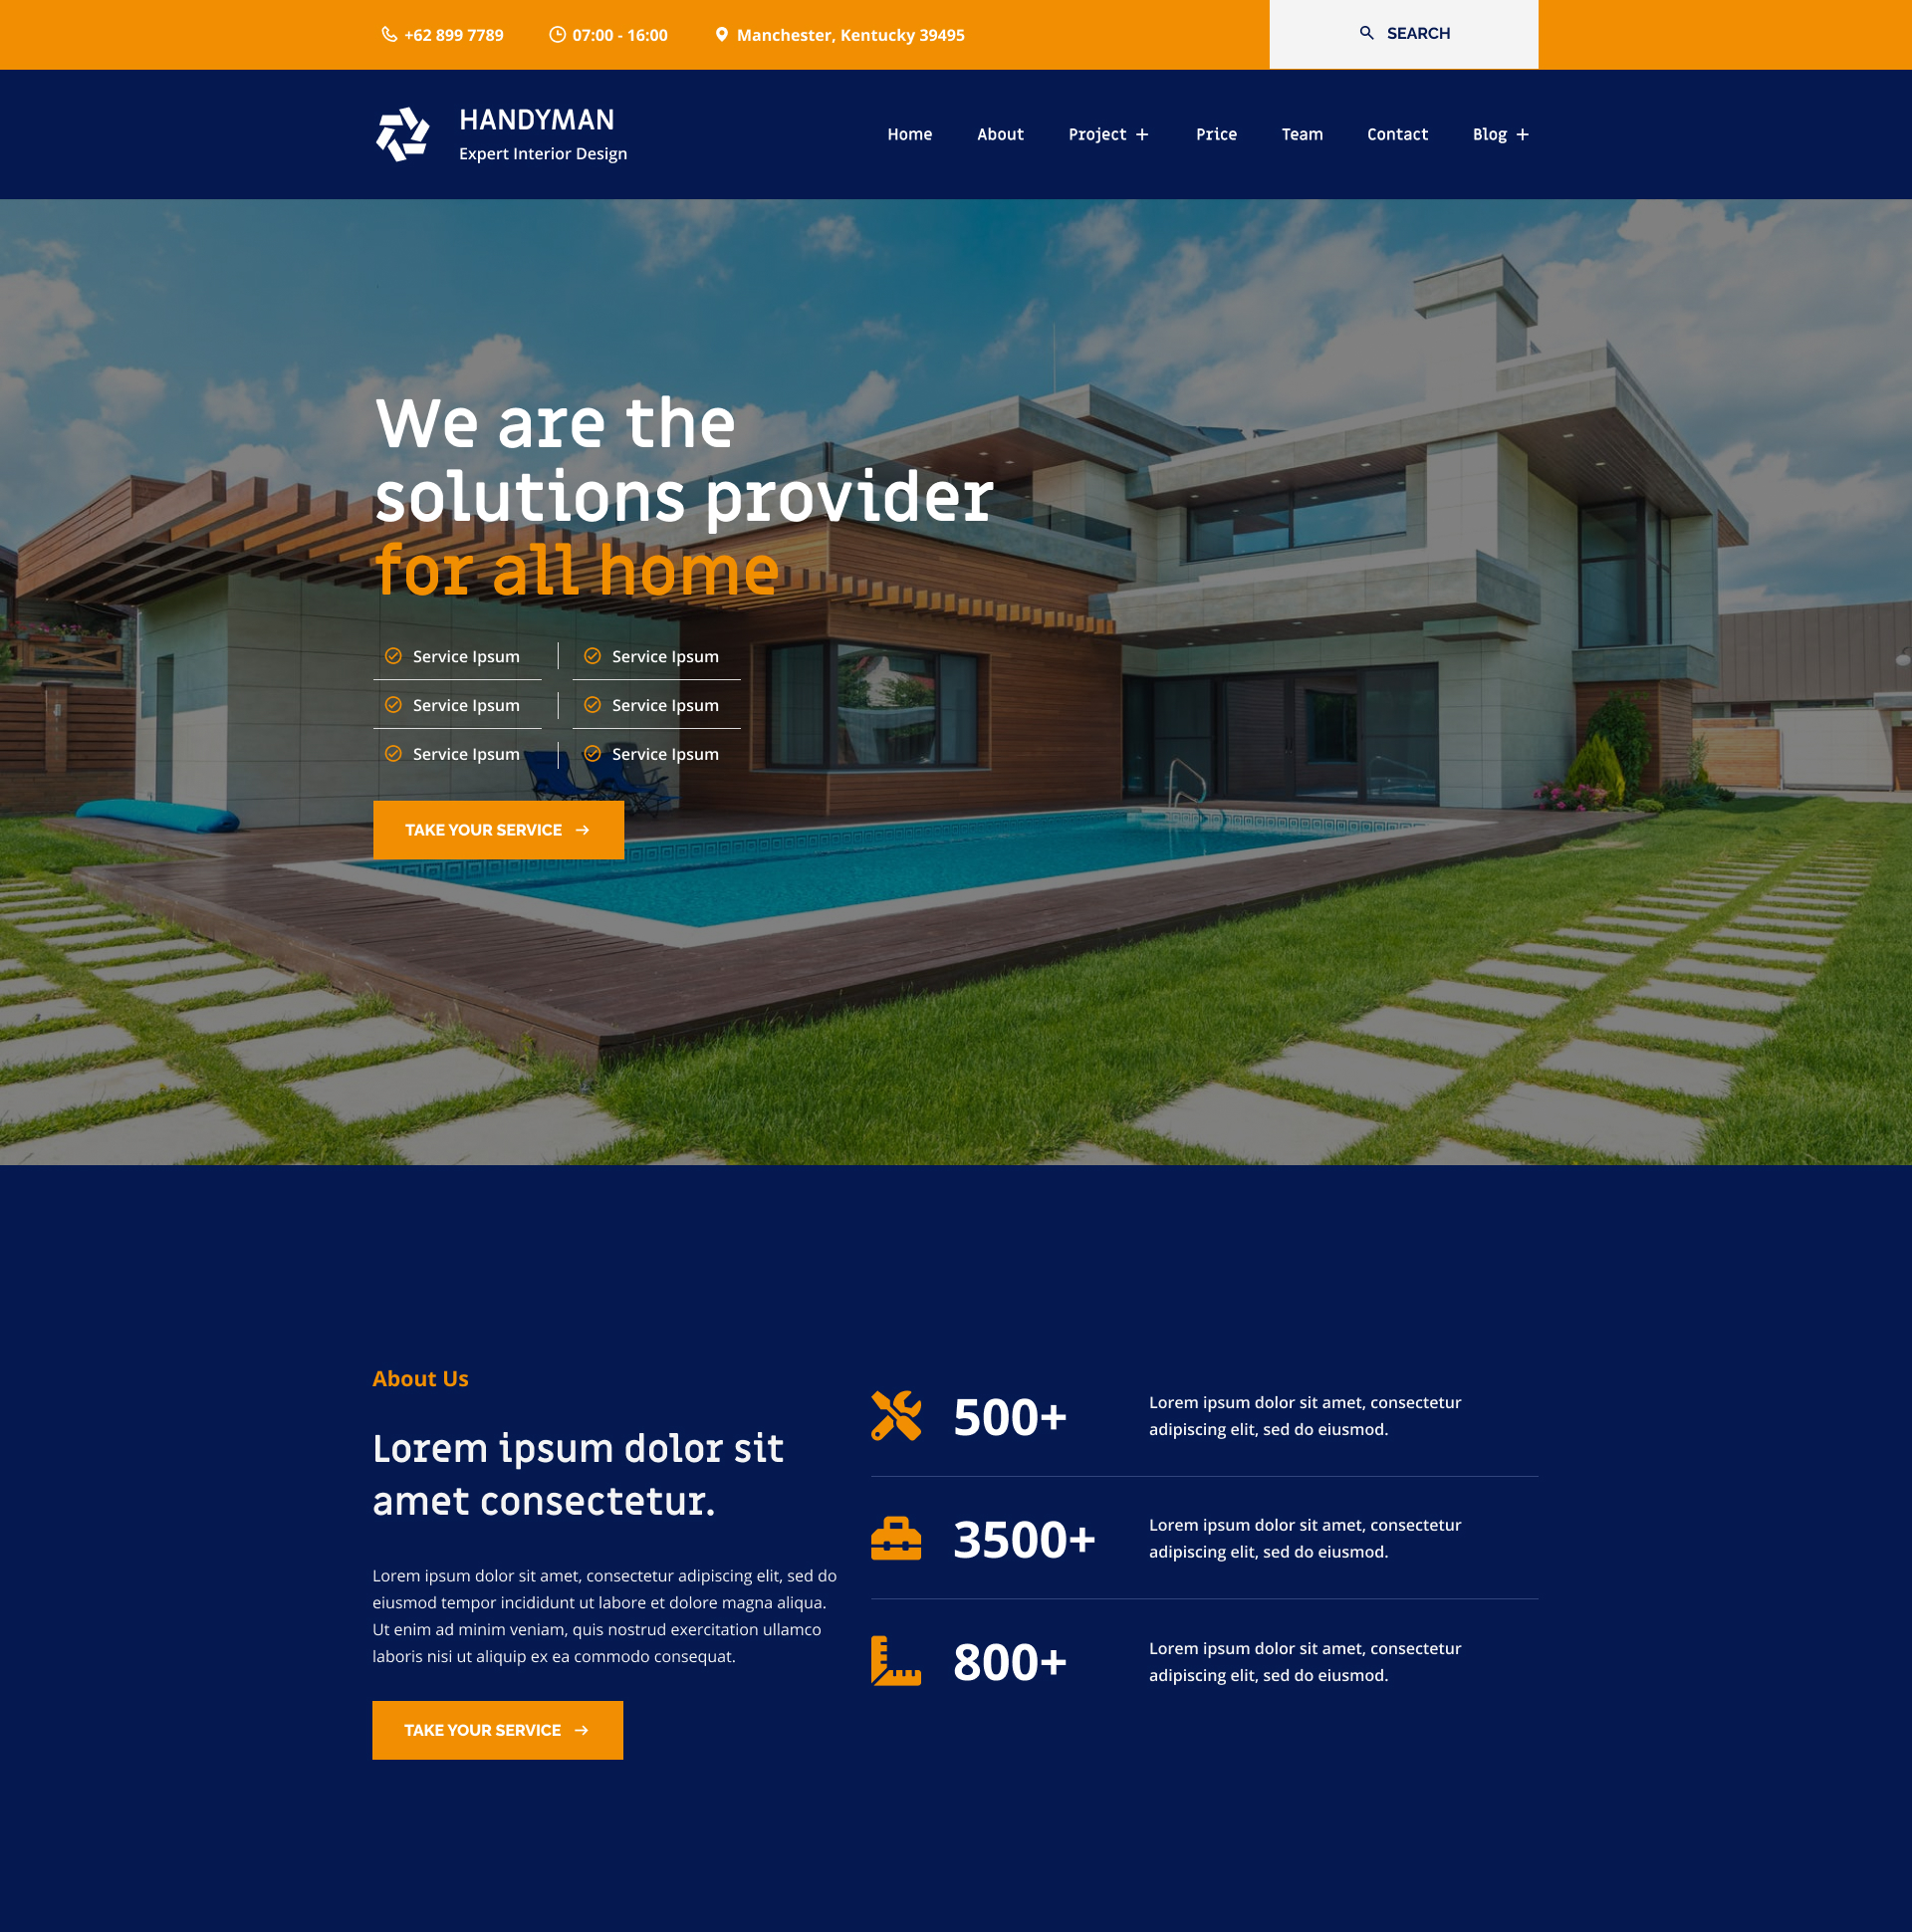 +62 899 7789
07:00 - 16:00
Manchester, Kentucky 39495
SEARCH
HANDYMAN
Expert Interior Design
Home
About
Project +
Price
Team
Contact
Blog +
We are the
solutions provider
for all home
Service Ipsum
Service Ipsum
Service Ipsum
Service Ipsum
Service Ipsum
Service Ipsum
TAKE YOUR SERVICE →
About Us
Lorem ipsum dolor sit
amet consectetur.
Lorem ipsum dolor sit amet, consectetur adipiscing elit, sed do
eiusmod tempor incididunt ut labore et dolore magna aliqua.
Ut enim ad minim veniam, quis nostrud exercitation ullamco
laboris nisi ut aliquip ex ea commodo consequat.
TAKE YOUR SERVICE →
500+
Lorem ipsum dolor sit amet, consectetur
adipiscing elit, sed do eiusmod.
3500+
Lorem ipsum dolor sit amet, consectetur
adipiscing elit, sed do eiusmod.
800+
Lorem ipsum dolor sit amet, consectetur
adipiscing elit, sed do eiusmod.